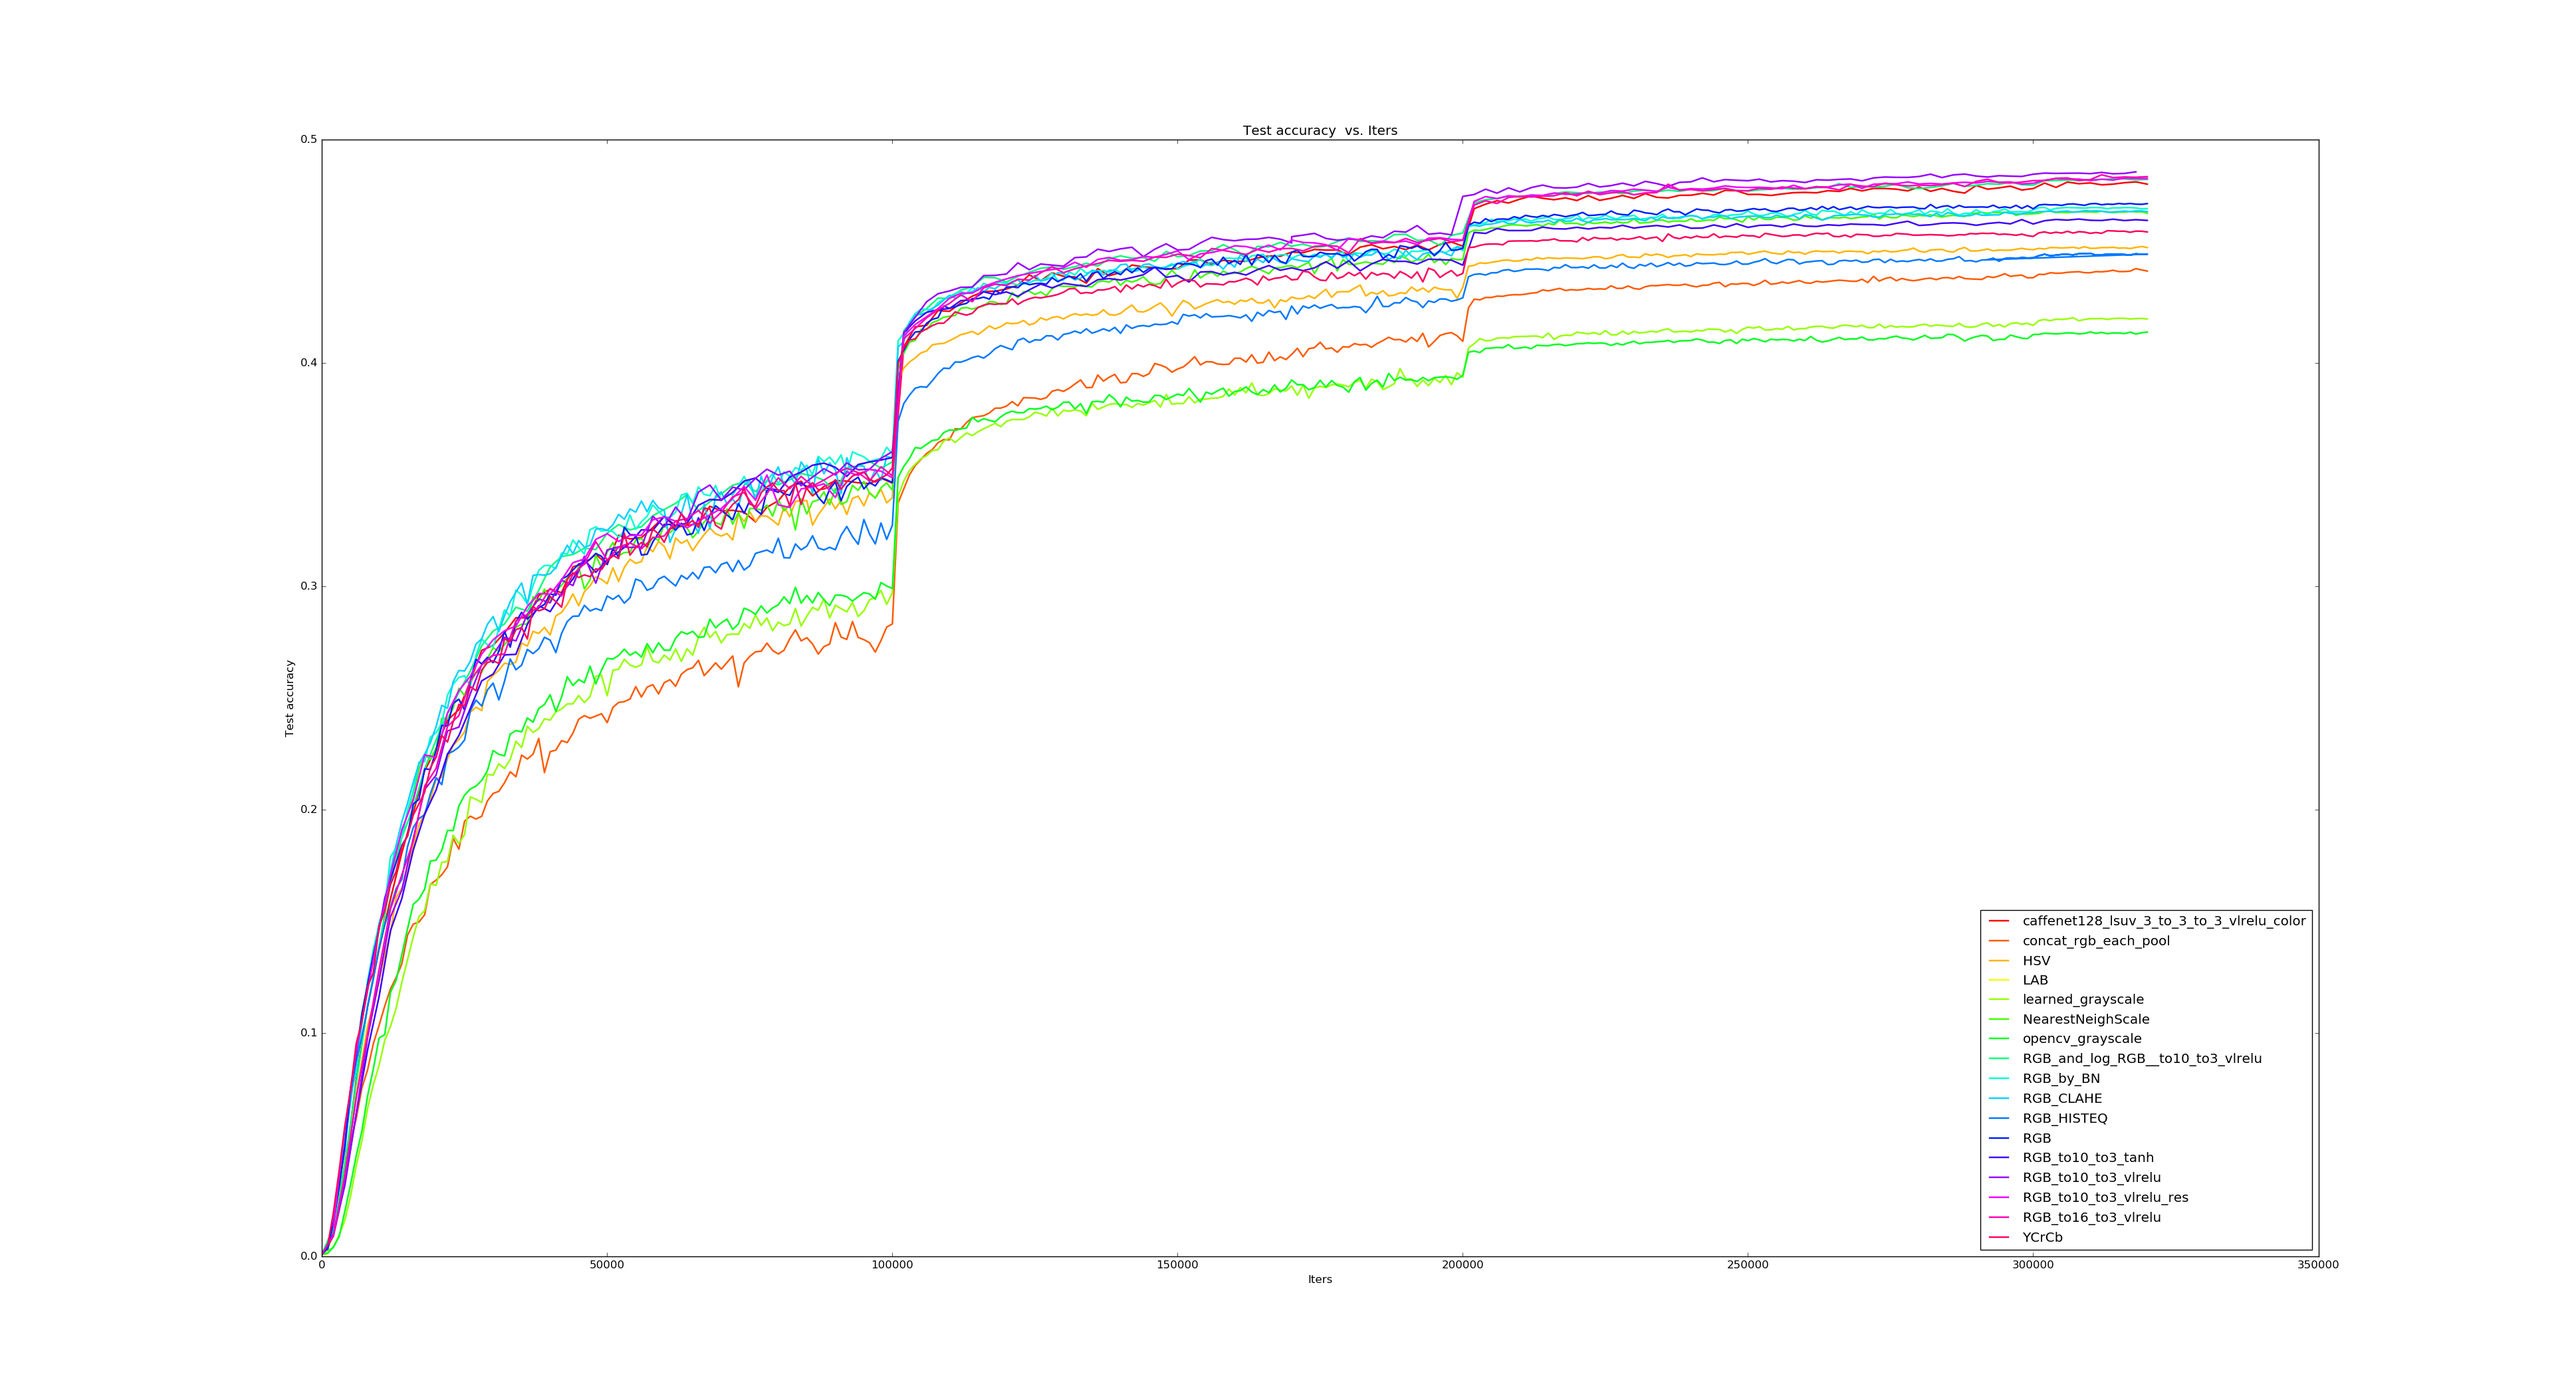 Test accuracy vs. Iters
0.5
0.4
0.3
0.2
0.1
0.0
Test accuracy
0
50000
100000
150000
200000
250000
300000
350000
Iters
caffenet128_lsuv_3_to_3_to_3_vlrelu_color
concat_rgb_each_pool
HSV
LAB
learned_grayscale
NearestNeighScale
opencv_grayscale
RGB_and_log_RGB__to10_to3_vlrelu
RGB_by_BN
RGB_CLAHE
RGB_HISTEQ
RGB
RGB_to10_to3_tanh
RGB_to10_to3_vlrelu
RGB_to10_to3_vlrelu_res
RGB_to16_to3_vlrelu
YCrCb